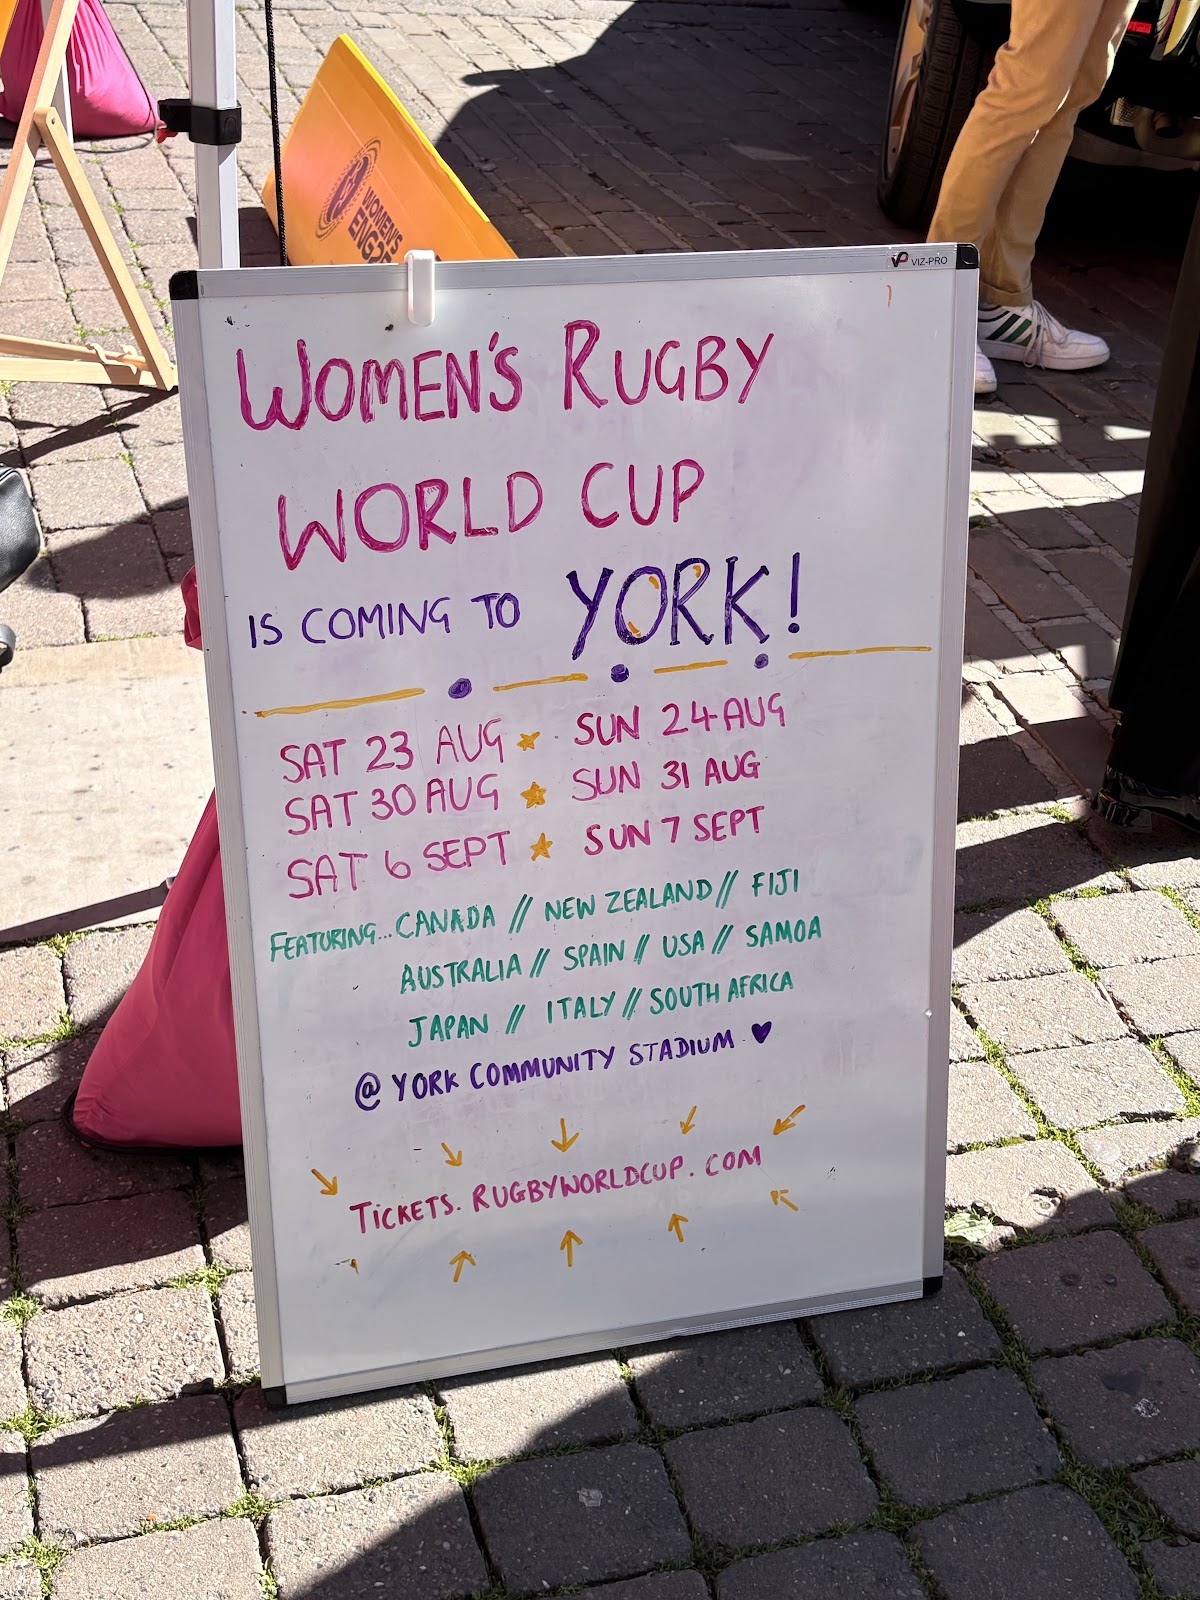 WOMEN'S
ENG2
VIZ-PRO
WOMEN'S RUGBY
WORLD CUP
IS COMING TO YORK!
SAT 23 AUG ★ SUN 24 AUG
SAT 30 AUG ★ SUN 31 AUG
SAT 6 SEPT ★ SUN 7 SEPT
FEATURING... CANADA // NEW ZEALAND // FIJI
AUSTRALIA // SPAIN // USA // SAMOA
JAPAN // ITALY // SOUTH AFRICA
@ YORK COMMUNITY STADIUM ♥
TICKETS. RUGBYWORLDCUP. COM